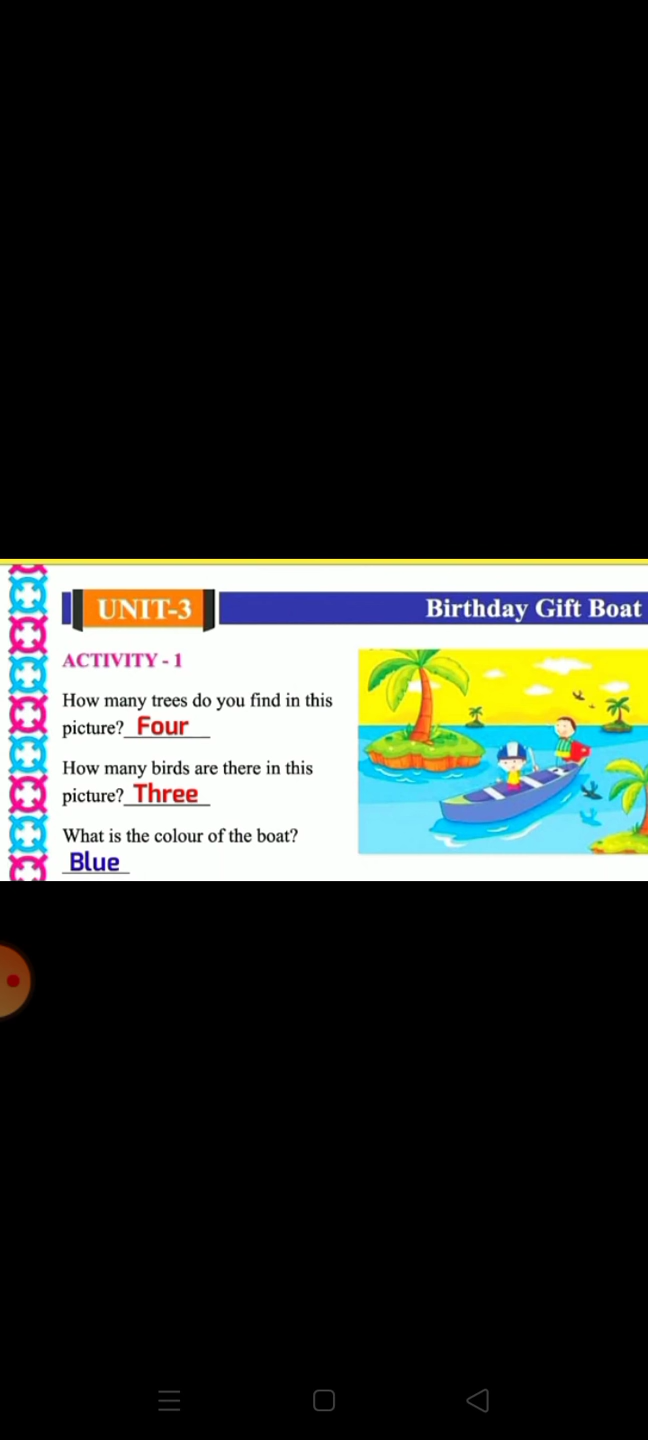 UNIT-3
Birthday Gift Boat
ACTIVITY - 1
How many trees do you find in this
picture? Four
How many birds are there in this
picture? Three
What is the colour of the boat?
Blue